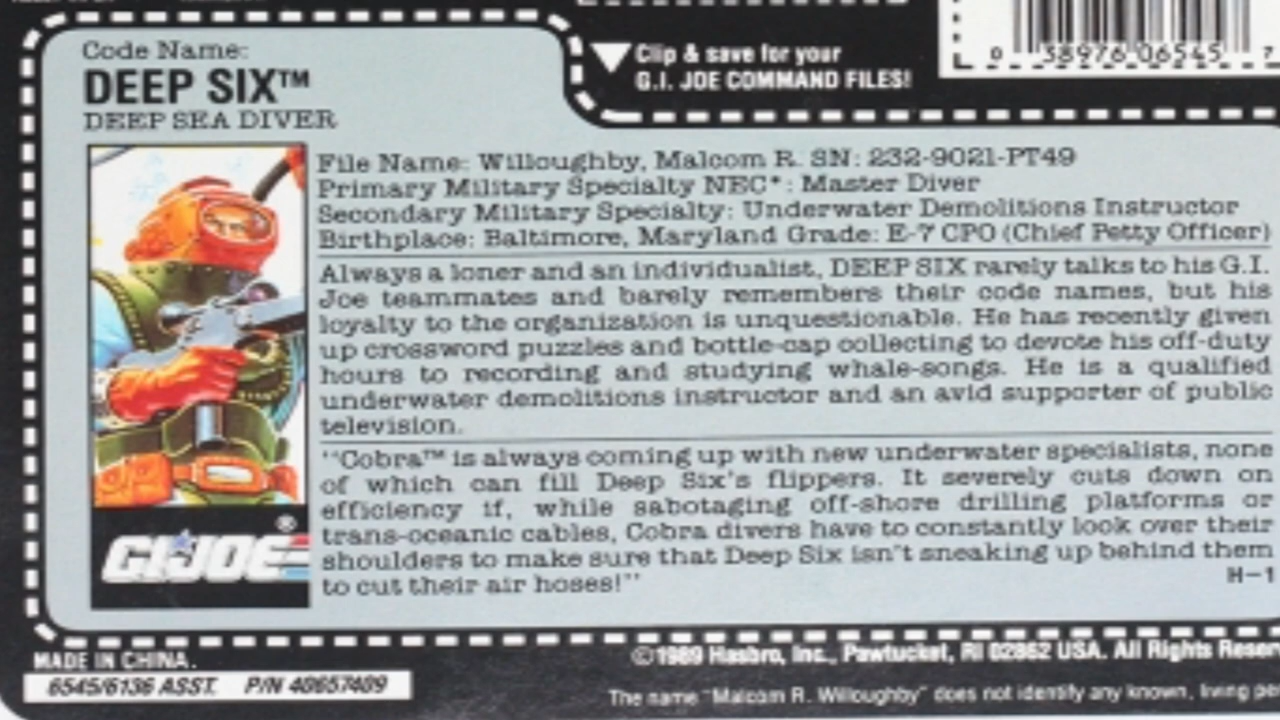 Code Name:
DEEP SIX™
DEEP SEA DIVER
Clip & save for your
G.I. JOE COMMAND FILES!
0 38976 06545 7
File Name: Willoughby, Malcom R. SN: 232-9021-PT49
Primary Military Specialty NEC*: Master Diver
Secondary Military Specialty: Underwater Demolitions Instructor
Birthplace: Baltimore, Maryland Grade: E-7 CPO (Chief Petty Officer)
Always a loner and an individualist, DEEP SIX rarely talks to his G.I.
Joe teammates and barely remembers their code names, but his
loyalty to the organization is unquestionable. He has recently given
up crossword puzzles and bottle-cap collecting to devote his off-duty
hours to recording and studying whale-songs. He is a qualified
underwater demolitions instructor and an avid supporter of public
television.
"Cobra™ is always coming up with new underwater specialists, none
of which can fill Deep Six's flippers. It severely cuts down on
efficiency if, while sabotaging off-shore drilling platforms or
trans-oceanic cables, Cobra divers have to constantly look over their
shoulders to make sure that Deep Six isn't sneaking up behind them
to cut their air hoses!"
H-1
GI JOE®
MADE IN CHINA.
6545/6136 ASST. P/N 40657409
©1989 Hasbro, Inc., Pawtucket, RI 02862 USA. All Rights Reser
The name "Malcom R. Willoughby" does not identify any known, living pe